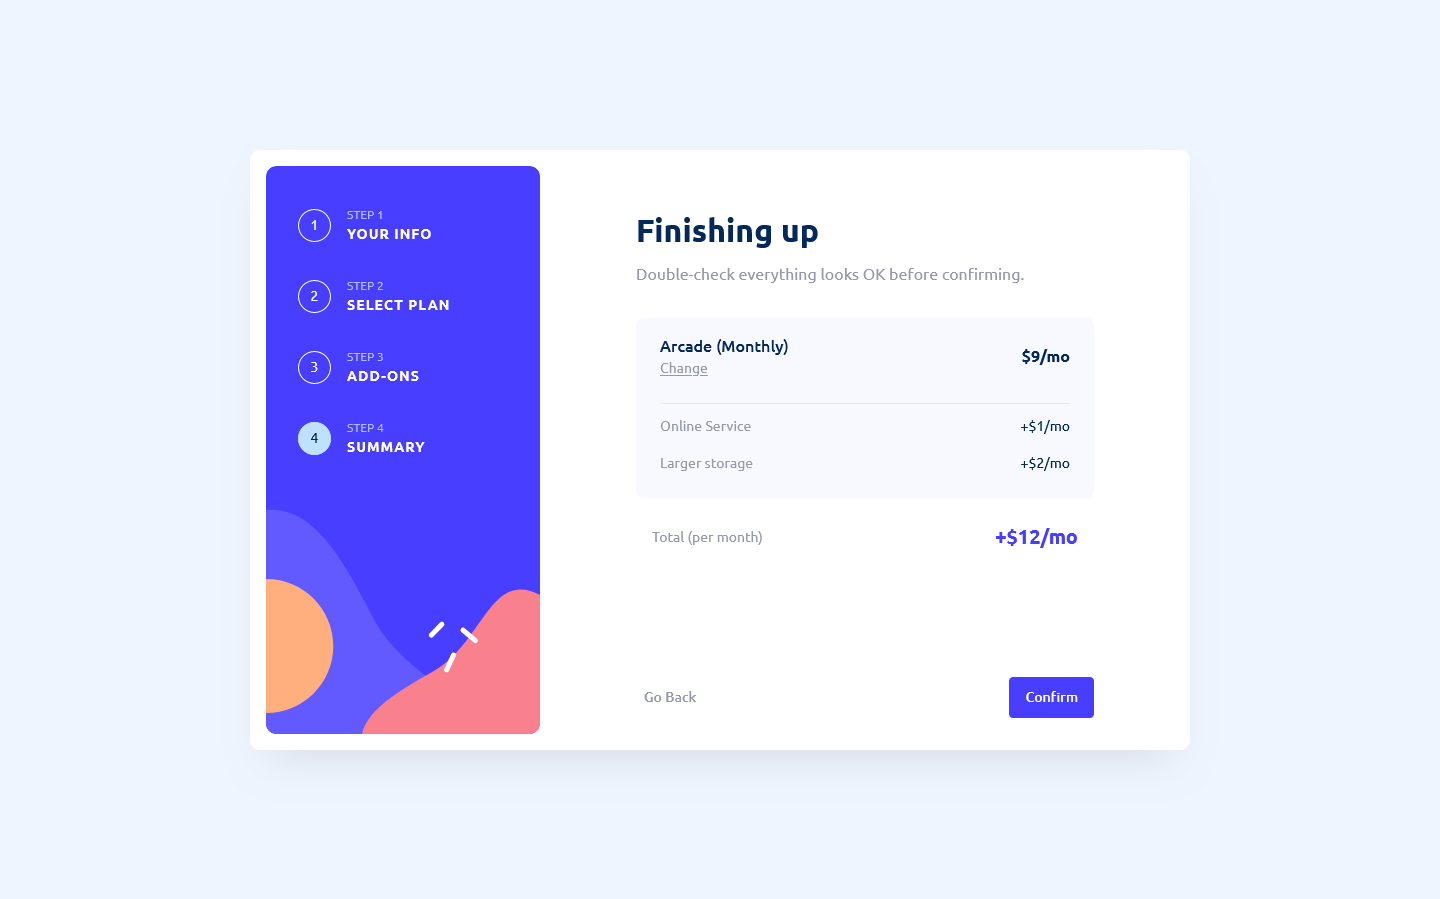 1
STEP 1
YOUR INFO
2
STEP 2
SELECT PLAN
3
STEP 3
ADD-ONS
4
STEP 4
SUMMARY
Finishing up
Double-check everything looks OK before confirming.
Arcade (Monthly)
Change
$9/mo
Online Service +$1/mo
Larger storage +$2/mo
Total (per month) +$12/mo
Go Back
Confirm